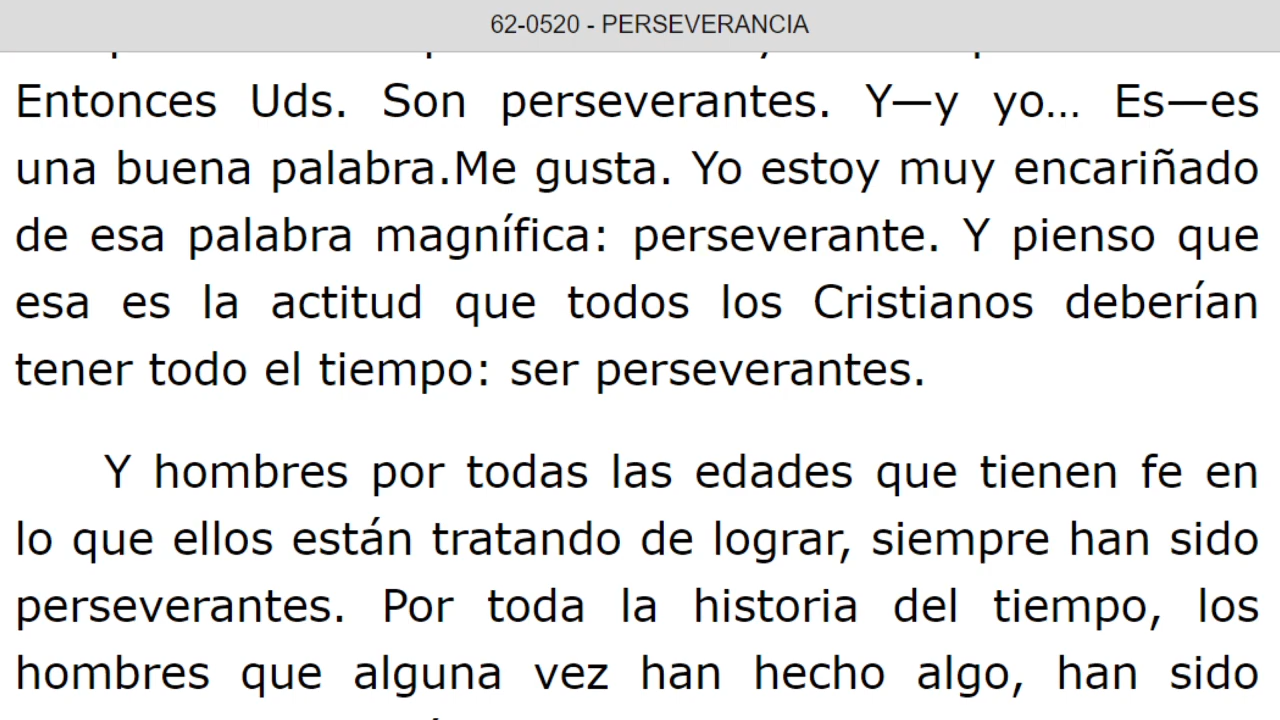 62-0520 - PERSEVERANCIA
Entonces Uds. Son perseverantes. Y—y yo... Es—es
una buena palabra.Me gusta. Yo estoy muy encariñado
de esa palabra magnífica: perseverante. Y pienso que
esa es la actitud que todos los Cristianos deberían
tener todo el tiempo: ser perseverantes.
Y hombres por todas las edades que tienen fe en
lo que ellos están tratando de lograr, siempre han sido
perseverantes. Por toda la historia del tiempo, los
hombres que alguna vez han hecho algo, han sido